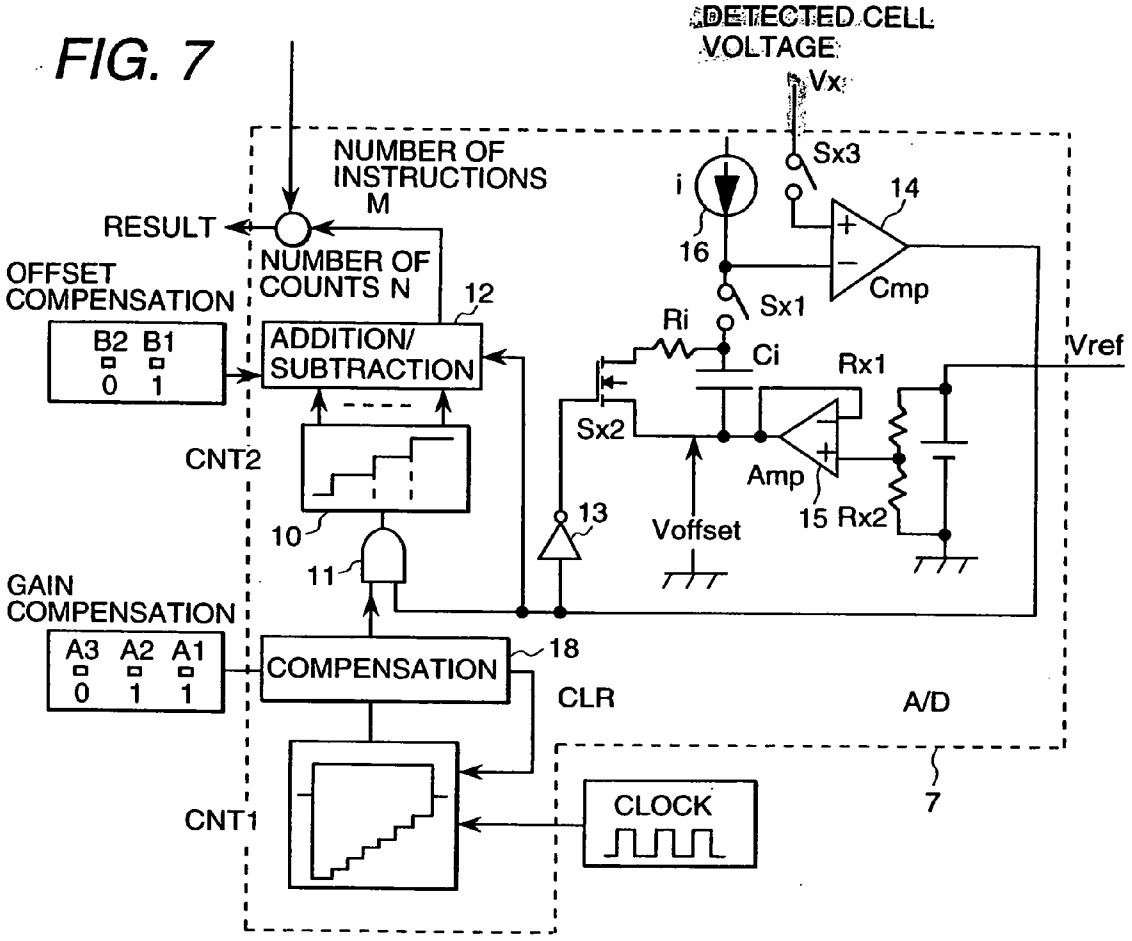 FIG. 7
DETECTED CELL
VOLTAGE
Vx
NUMBER OF
INSTRUCTIONS
M
i
16
Sx3
14
+
−
Cmp
RESULT
NUMBER OF
COUNTS N
12
Sx1
OFFSET
COMPENSATION
B2 B1
0 1
ADDITION/
SUBTRACTION
Ri
Ci
Rx1
Vref
Sx2
−
+
Amp
15
Rx2
CNT2
10
11
13
Voffset
GAIN
COMPENSATION
A3 A2 A1
0 1 1
COMPENSATION
18
CLR
A/D
7
CNT1
CLOCK